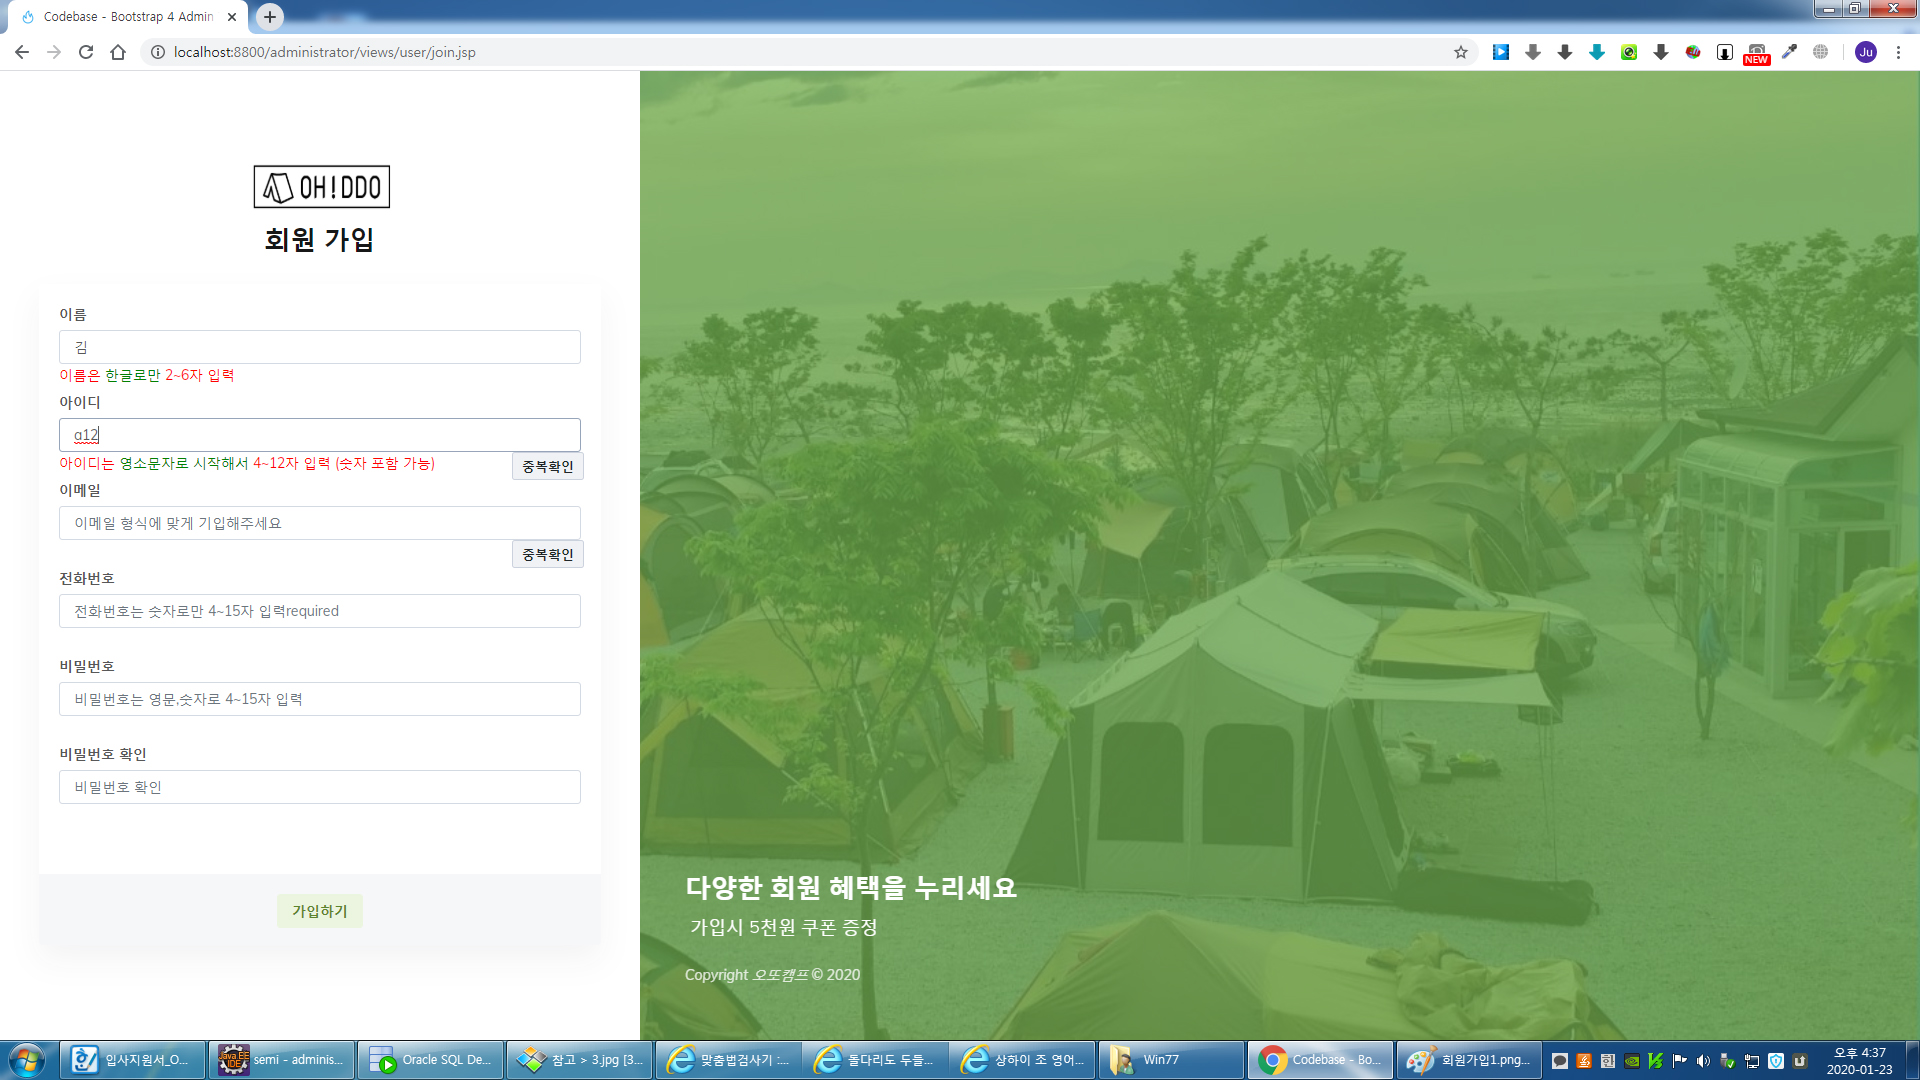 Codebase - Bootstrap 4 Admin
localhost:8800/administrator/views/user/join.jsp
NEW
Ju
OH!DDO
회원 가입
이름
김
이름은 한글로만 2~6자 입력
아이디
a12
아이디는 영소문자로 시작해서 4~12자 입력 (숫자 포함 가능)
중복확인
이메일
이메일 형식에 맞게 기입해주세요
중복확인
전화번호
전화번호는 숫자로만 4~15자 입력required
비밀번호
비밀번호는 영문,숫자로 4~15자 입력
비밀번호 확인
비밀번호 확인
가입하기
다양한 회원 혜택을 누리세요
가입시 5천원 쿠폰 증정
Copyright 오또캠프 © 2020
입사지원서_O...
Java EE IDE
semi - adminis...
Oracle SQL De...
참고 > 3.jpg [3...
맞춤법검사기 :...
돌다리도 두들...
상하이 조 영어...
Win77
Codebase - Bo...
회원가입1.png...
한
오후 4:37
2020-01-23